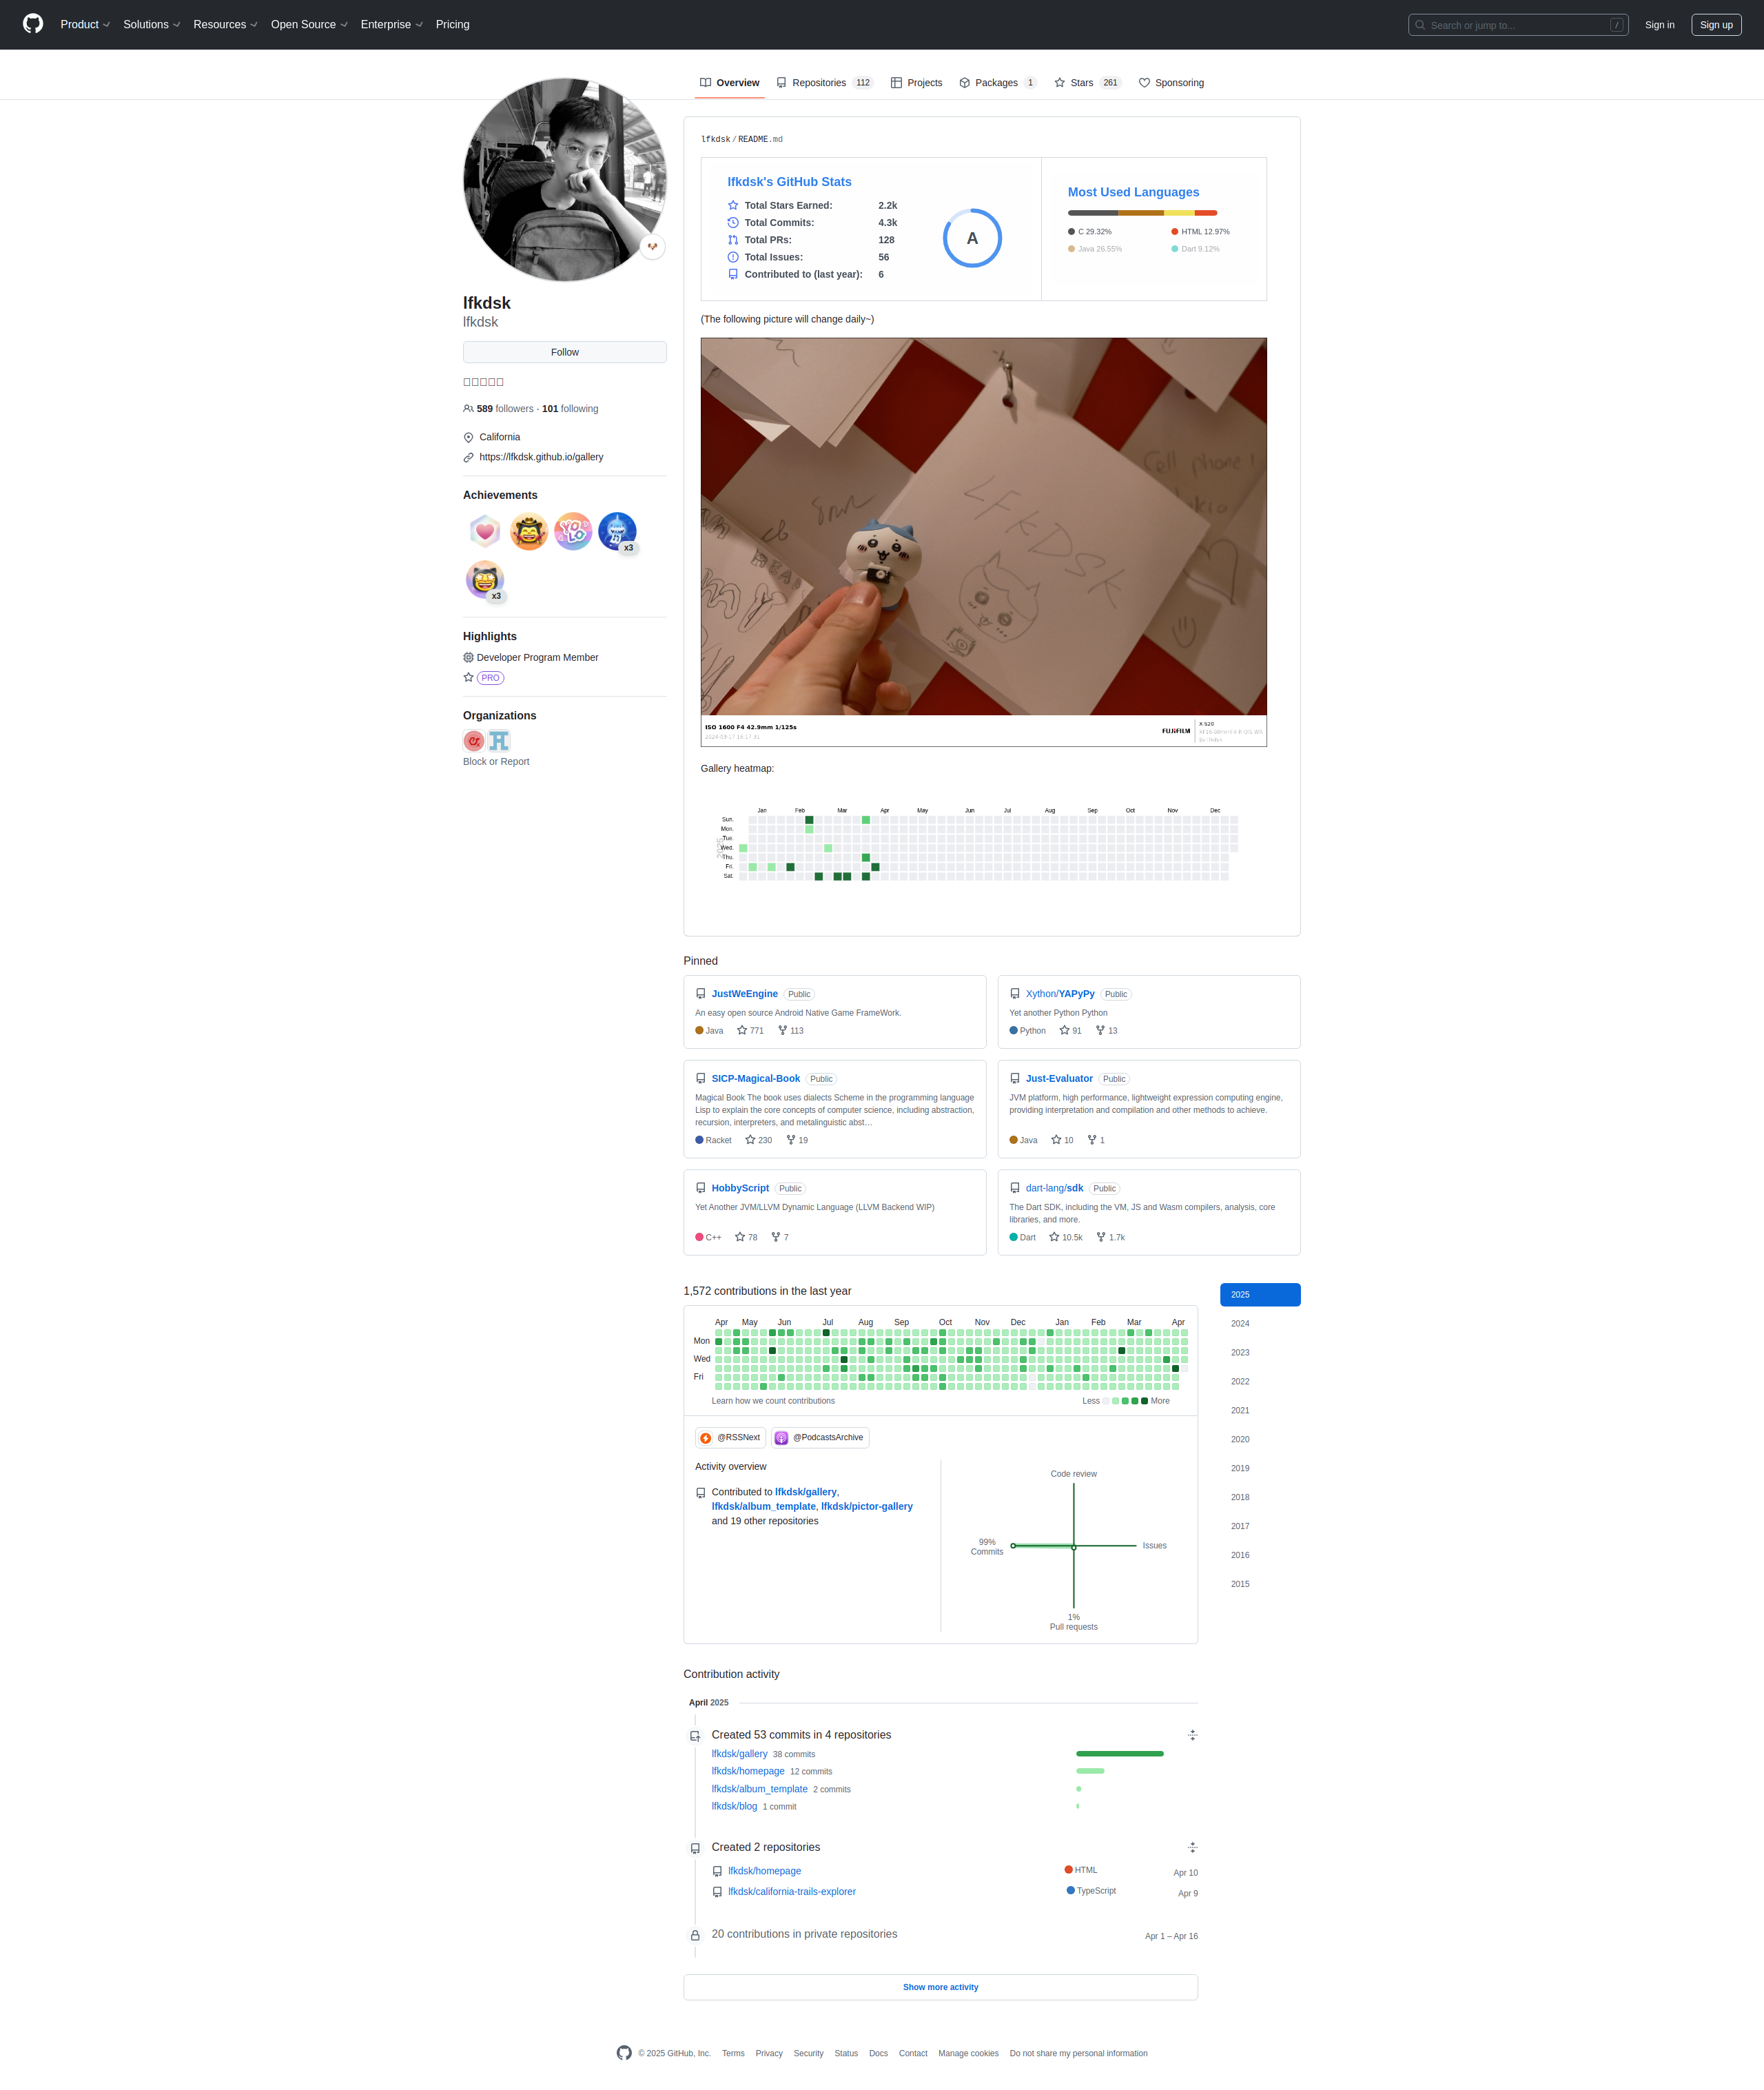 Product
Solutions
Resources
Open Source
Enterprise
Pricing
Search or jump to...
/
Sign in
Sign up
Overview
Repositories 112
Projects
Packages 1
Stars 261
Sponsoring
lfkdsk
lfkdsk
Follow
589 followers · 101 following
California
https://lfkdsk.github.io/gallery
Achievements
x3
x3
Highlights
Developer Program Member
PRO
Organizations
Block or Report
lfkdsk/README.md
lfkdsk's GitHub Stats
Total Stars Earned: 2.2k
Total Commits: 4.3k
Total PRs: 128
Total Issues: 56
Contributed to (last year): 6
A
Most Used Languages
C 29.32%
HTML 12.97%
Java 26.55%
Dart 9.12%
(The following picture will change daily~)
Cell phone!
LFKDSK
ISO 1600 F4 42.9mm 1/125s
FUJIFILM
X-S20
Gallery heatmap:
Jan Feb Mar Apr May Jun Jul Aug Sep Oct Nov Dec
Sun.
Mon.
Tue.
Wed.
Thu.
Fri.
Sat.
Pinned
JustWeEngine Public
An easy open source Android Native Game FrameWork.
Java 771 113
Xython/YAPyPy Public
Yet another Python Python
Python 91 13
SICP-Magical-Book Public
Magical Book The book uses dialects Scheme in the programming language
Lisp to explain the core concepts of computer science, including abstraction,
recursion, interpreters, and metalinguistic abst…
Racket 230 19
Just-Evaluator Public
JVM platform, high performance, lightweight expression computing engine,
providing interpretation and compilation and other methods to achieve.
Java 10 1
HobbyScript Public
Yet Another JVM/LLVM Dynamic Language (LLVM Backend WIP)
C++ 78 7
dart-lang/sdk Public
The Dart SDK, including the VM, JS and Wasm compilers, analysis, core
libraries, and more.
Dart 10.5k 1.7k
1,572 contributions in the last year
Apr May Jun Jul Aug Sep Oct Nov Dec Jan Feb Mar Apr
Mon
Wed
Fri
Learn how we count contributions
Less More
@RSSNext
@PodcastsArchive
Activity overview
Contributed to lfkdsk/gallery,
lfkdsk/album_template, lfkdsk/pictor-gallery
and 19 other repositories
Code review
99%
Commits
Issues
1%
Pull requests
2025
2024
2023
2022
2021
2020
2019
2018
2017
2016
2015
Contribution activity
April 2025
Created 53 commits in 4 repositories
lfkdsk/gallery 38 commits
lfkdsk/homepage 12 commits
lfkdsk/album_template 2 commits
lfkdsk/blog 1 commit
Created 2 repositories
lfkdsk/homepage HTML Apr 10
lfkdsk/california-trails-explorer TypeScript Apr 9
20 contributions in private repositories Apr 1 – Apr 16
Show more activity
© 2025 GitHub, Inc.
Terms
Privacy
Security
Status
Docs
Contact
Manage cookies
Do not share my personal information